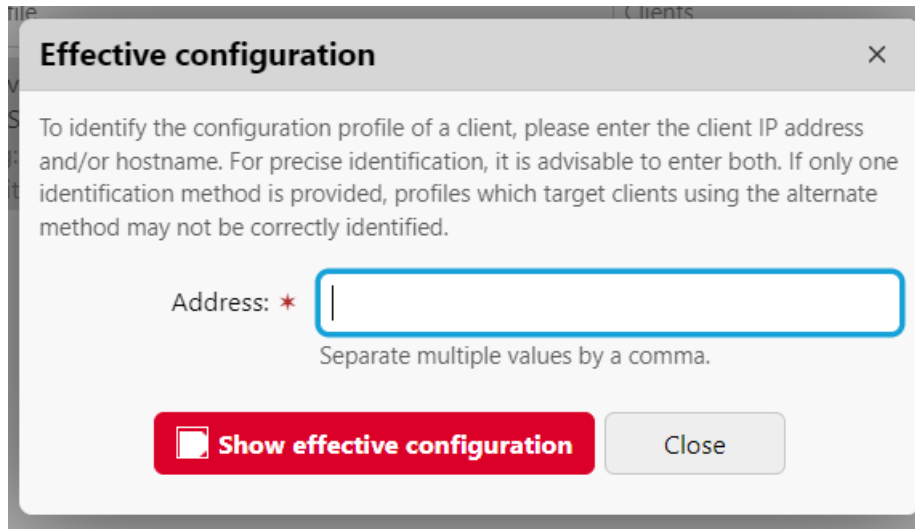 Clients
Effective configuration
To identify the configuration profile of a client, please enter the client IP address
and/or hostname. For precise identification, it is advisable to enter both. If only one
identification method is provided, profiles which target clients using the alternate
method may not be correctly identified.
Address: *
Separate multiple values by a comma.
Show effective configuration
Close